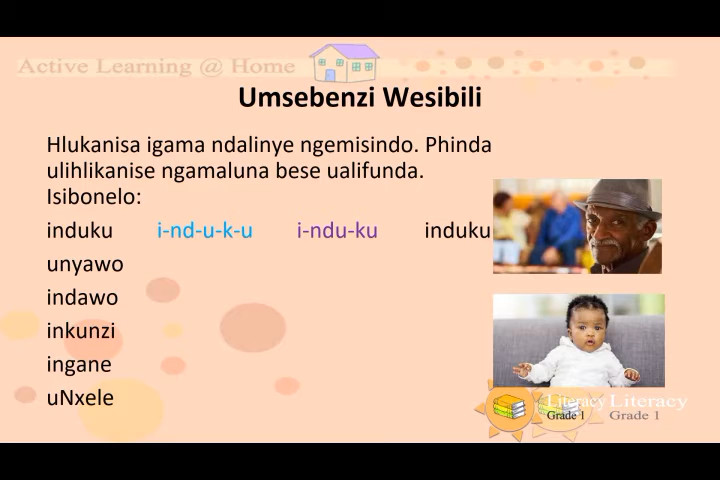 Active Learning @ Home
Umsebenzi Wesibili
Hlukanisa igama ndalinye ngemisindo. Phinda
ulihlikanise ngamaluna bese ualifunda.
Isibonelo:
induku i-nd-u-k-u i-ndu-ku induku
unyawo
indawo
inkunzi
ingane
uNxele
Literacy Literacy
Grade 1 Grade 1